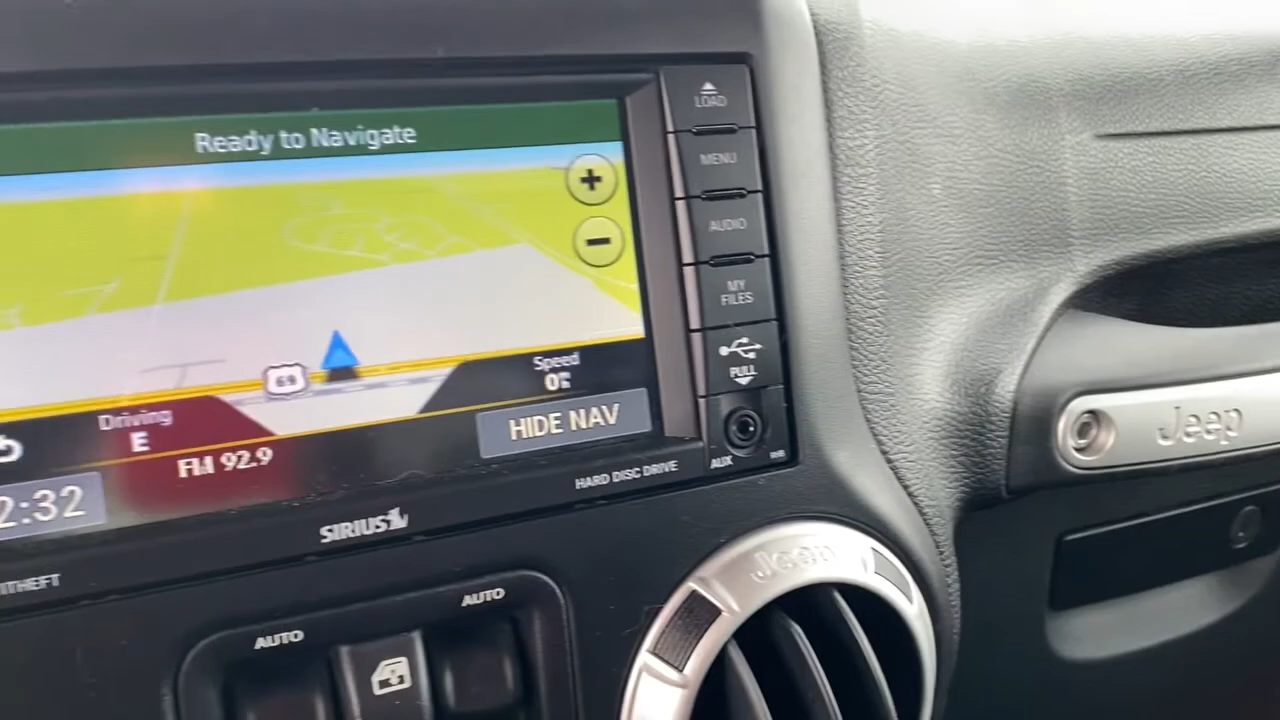 Ready to Navigate
LOAD
MENU
AUDIO
MY
FILES
PULL
AUX
Speed
Driving
E
FM 92.9
HIDE NAV
2:32
HARD DISC DRIVE
SIRIUS
THEFT
AUTO
AUTO
Jeep
Jeep